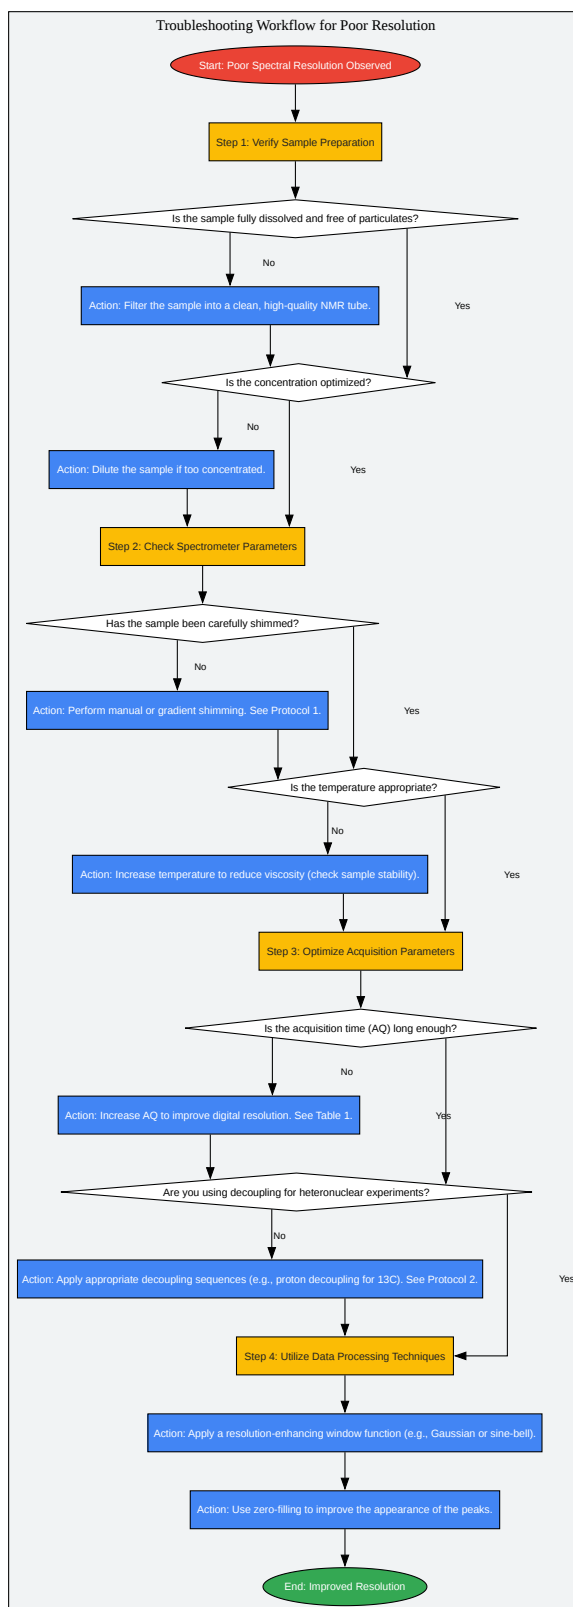 Troubleshooting Workflow for Poor Resolution
Start: Poor Spectral Resolution Observed
Step 1: Verify Sample Preparation
Is the sample fully dissolved and free of particulates?
No
Action: Filter the sample into a clean, high-quality NMR tube.
Yes
Is the concentration optimized?
No
Action: Dilute the sample if too concentrated.
Yes
Step 2: Check Spectrometer Parameters
Has the sample been carefully shimmed?
No
Action: Perform manual or gradient shimming. See Protocol 1.
Yes
Is the temperature appropriate?
No
Action: Increase temperature to reduce viscosity (check sample stability).
Yes
Step 3: Optimize Acquisition Parameters
Is the acquisition time (AQ) long enough?
No
Action: Increase AQ to improve digital resolution. See Table 1.
Yes
Are you using decoupling for heteronuclear experiments?
No
Action: Apply appropriate decoupling sequences (e.g., proton decoupling for 13C). See Protocol 2.
Yes
Step 4: Utilize Data Processing Techniques
Action: Apply a resolution-enhancing window function (e.g., Gaussian or sine-bell).
Action: Use zero-filling to improve the appearance of the peaks.
End: Improved Resolution